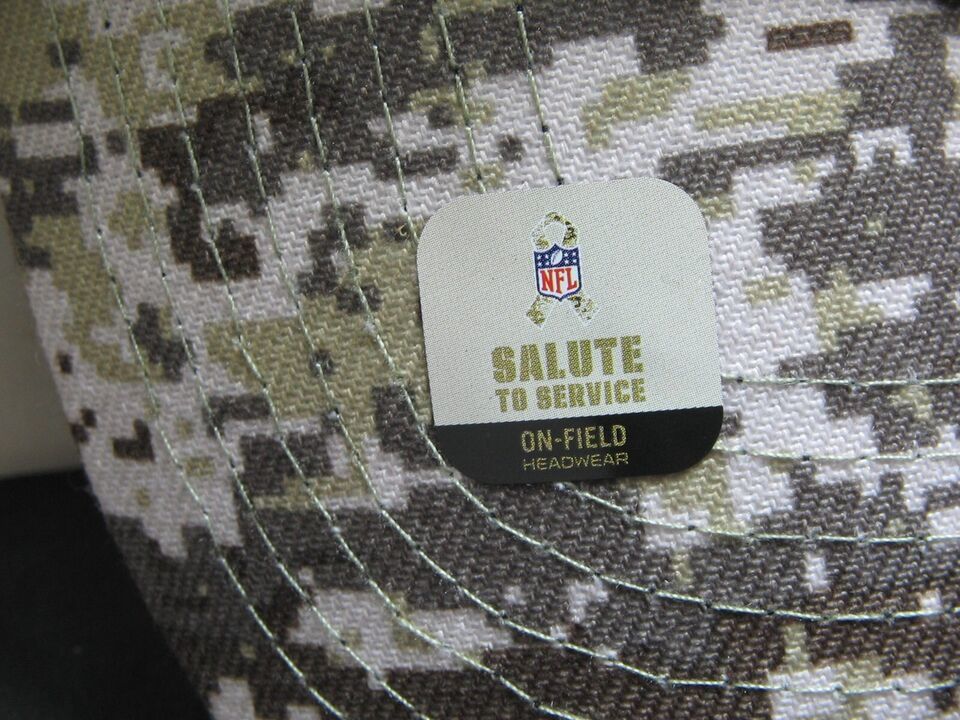 NFL
SALUTE
TO SERVICE
ON-FIELD
HEADWEAR